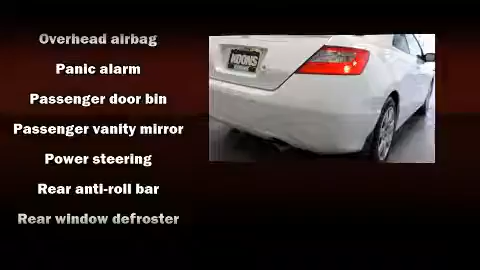 Overhead airbag
Panic alarm
Passenger door bin
Passenger vanity mirror
Power steering
Rear anti-roll bar
Rear window defroster
NOONS